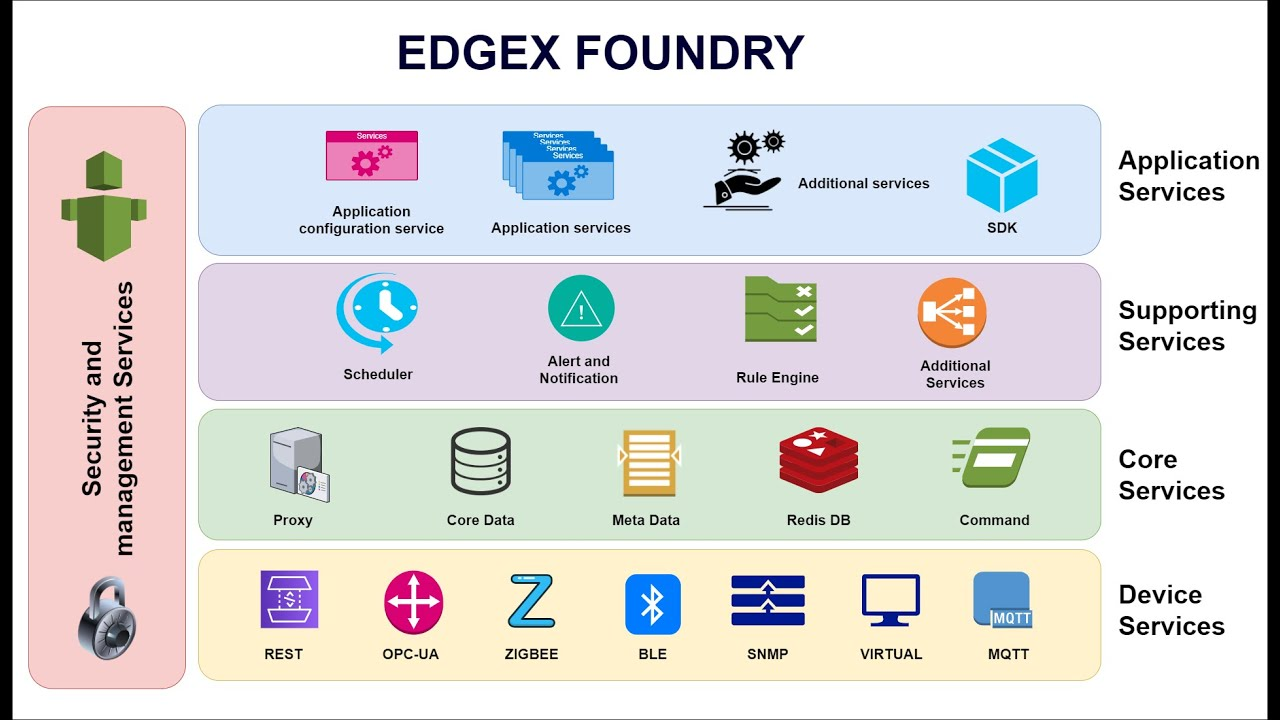 EDGEX FOUNDRY
Security and
management Services
Services
Application
configuration service
Services
Services
Services
Services
Application services
Additional services
SDK
Application
Services
Scheduler
Alert and
Notification
Rule Engine
Additional
Services
Supporting
Services
Proxy
Core Data
Meta Data
Redis DB
Command
Core
Services
REST
OPC-UA
ZIGBEE
BLE
SNMP
VIRTUAL
MQTT
MQTT
Device
Services